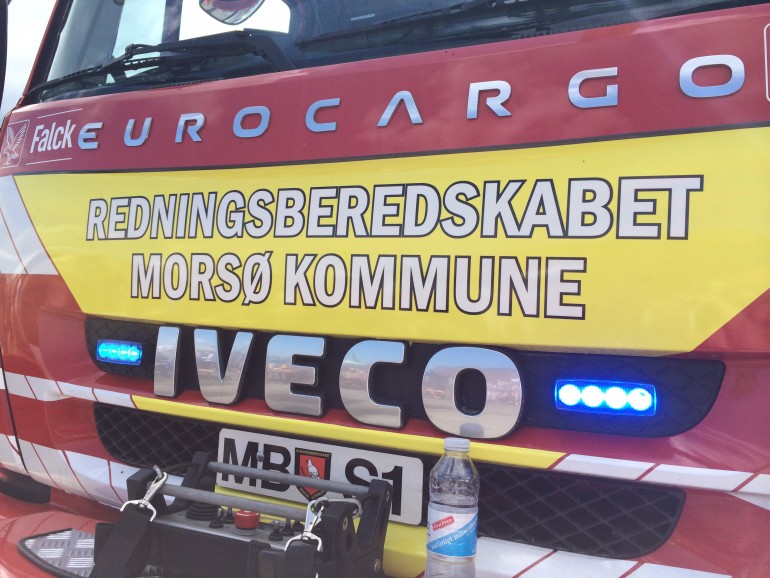 EUROCARGO
Falck
REDNINGSBEREDSKABET
MORSØ KOMMUNE
IVECO
MB S1